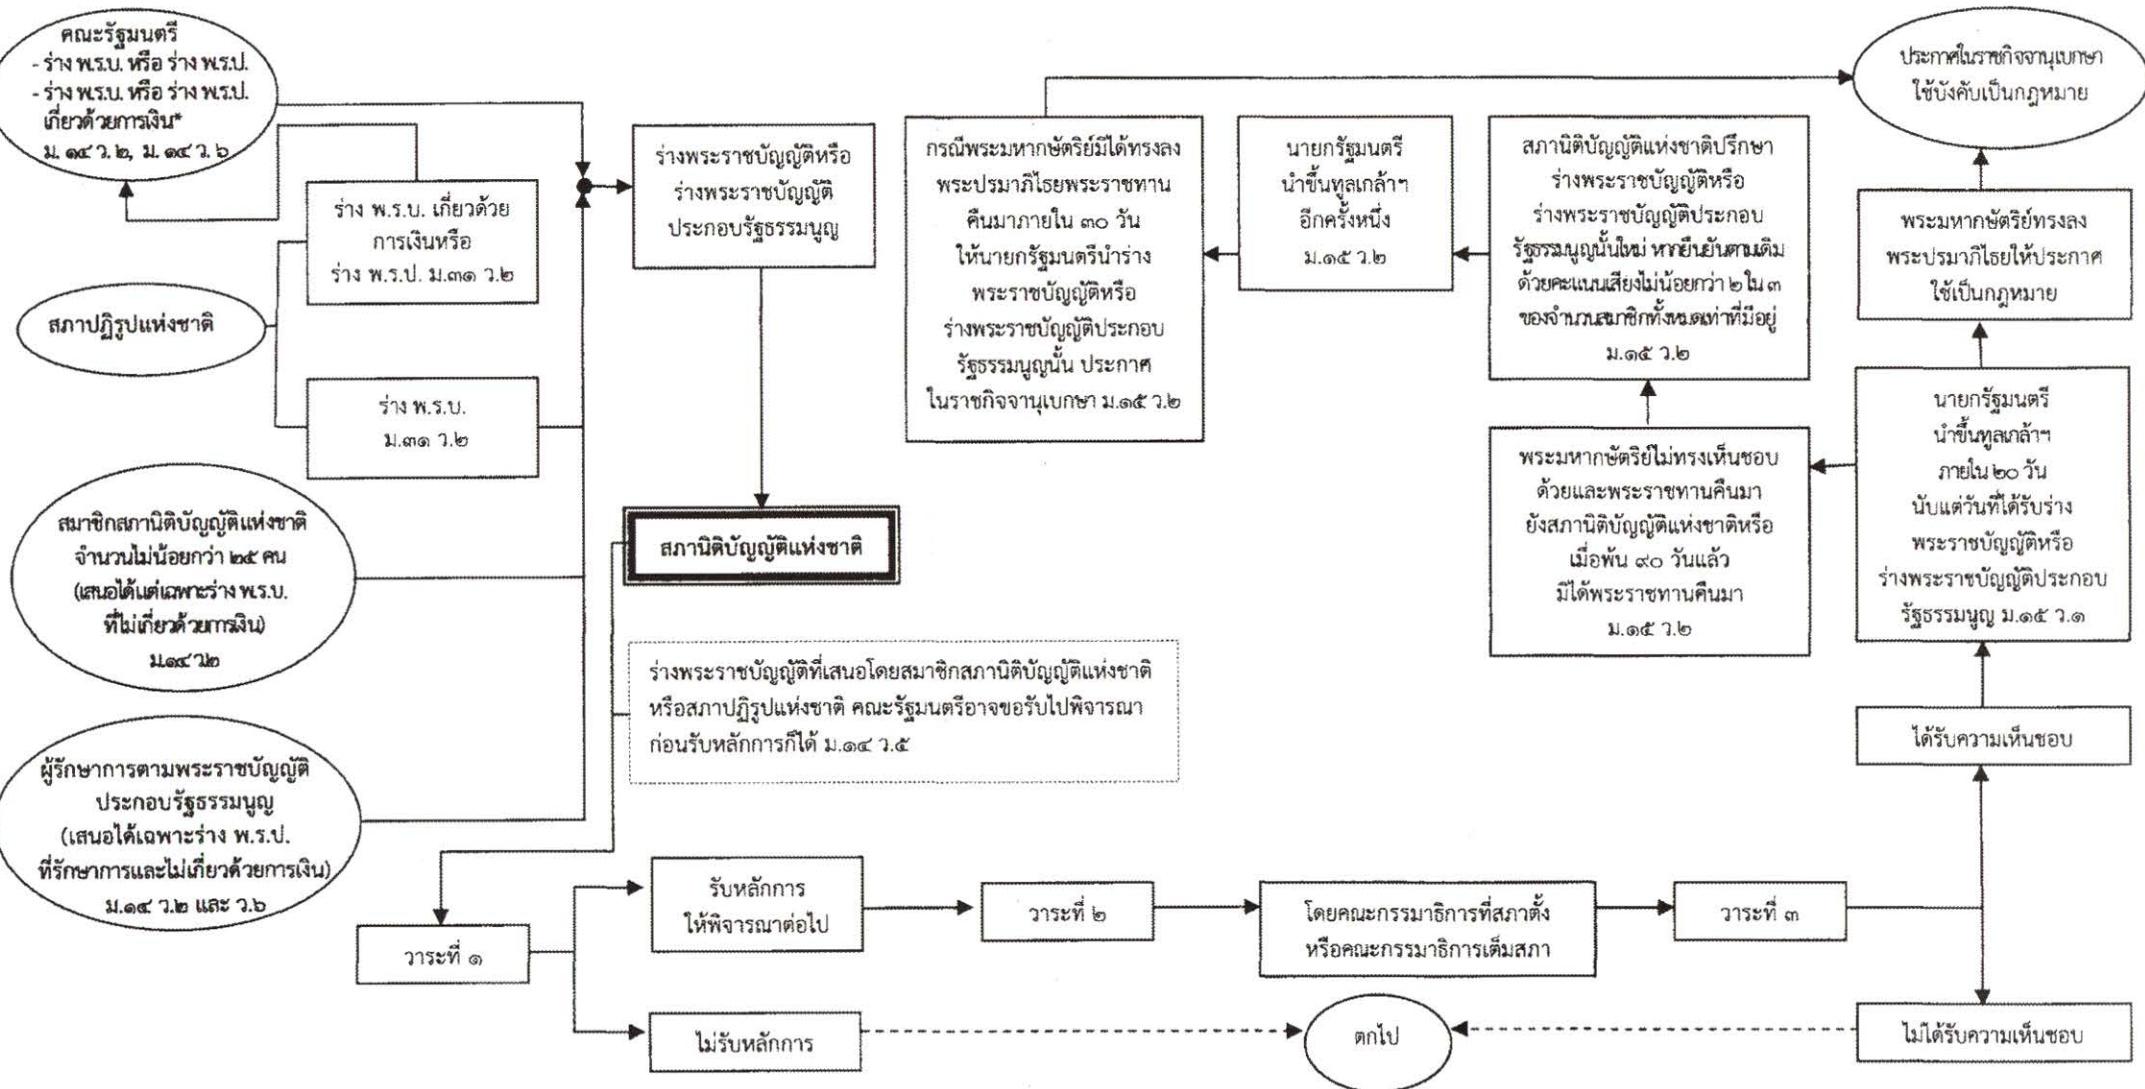 คณะรัฐมนตรี
- ร่าง พ.ร.บ. หรือ ร่าง พ.ร.ป.
- ร่าง พ.ร.บ. หรือ ร่าง พ.ร.ป.
เกี่ยวด้วยการเงิน*
ม. ๑๔ ว. ๒, ม. ๑๔ ว. ๖
ร่าง พ.ร.บ. เกี่ยวด้วย
การเงินหรือ
ร่าง พ.ร.ป. ม.๓๑ ว.๒
สภาปฏิรูปแห่งชาติ
ร่าง พ.ร.บ.
ม.๓๑ ว.๒
สมาชิกสภานิติบัญญัติแห่งชาติ
จำนวนไม่น้อยกว่า ๒๕ คน
(เสนอได้แต่เฉพาะร่าง พ.ร.บ.
ที่ไม่เกี่ยวด้วยการเงิน)
ม.๑๔ ว.๒
ผู้รักษาการตามพระราชบัญญัติ
ประกอบรัฐธรรมนูญ
(เสนอได้เฉพาะร่าง พ.ร.ป.
ที่รักษาการและไม่เกี่ยวด้วยการเงิน)
ม.๑๔ ว.๒ และ ว.๖
ร่างพระราชบัญญัติหรือ
ร่างพระราชบัญญัติ
ประกอบรัฐธรรมนูญ
สภานิติบัญญัติแห่งชาติ
ร่างพระราชบัญญัติที่เสนอโดยสมาชิกสภานิติบัญญัติแห่งชาติ
หรือสภาปฏิรูปแห่งชาติ คณะรัฐมนตรีอาจขอรับไปพิจารณา
ก่อนรับหลักการก็ได้ ม.๑๔ ว.๕
วาระที่ ๑
รับหลักการ
ให้พิจารณาต่อไป
ไม่รับหลักการ
วาระที่ ๒
โดยคณะกรรมาธิการที่สภาตั้ง
หรือคณะกรรมาธิการเต็มสภา
วาระที่ ๓
ตกไป
ไม่ได้รับความเห็นชอบ
ได้รับความเห็นชอบ
นายกรัฐมนตรี
นำขึ้นทูลเกล้าฯ
ภายใน ๒๐ วัน
นับแต่วันที่ได้รับร่าง
พระราชบัญญัติหรือ
ร่างพระราชบัญญัติประกอบ
รัฐธรรมนูญ ม.๑๕ ว.๑
พระมหากษัตริย์ทรงลง
พระปรมาภิไธยให้ประกาศ
ใช้เป็นกฎหมาย
ประกาศในราชกิจจานุเบกษา
ใช้บังคับเป็นกฎหมาย
พระมหากษัตริย์ไม่ทรงเห็นชอบ
ด้วยและพระราชทานคืนมา
ยังสภานิติบัญญัติแห่งชาติหรือ
เมื่อพ้น ๙๐ วันแล้ว
มิได้พระราชทานคืนมา
ม.๑๕ ว.๒
สภานิติบัญญัติแห่งชาติปรึกษา
ร่างพระราชบัญญัติหรือ
ร่างพระราชบัญญัติประกอบ
รัฐธรรมนูญนั้นใหม่ หากยืนยันตามเดิม
ด้วยคะแนนเสียงไม่น้อยกว่า ๒ ใน ๓
ของจำนวนสมาชิกทั้งหมดเท่าที่มีอยู่
ม.๑๕ ว.๒
นายกรัฐมนตรี
นำขึ้นทูลเกล้าฯ
อีกครั้งหนึ่ง
ม.๑๕ ว.๒
กรณีพระมหากษัตริย์มิได้ทรงลง
พระปรมาภิไธยพระราชทาน
คืนมาภายใน ๓๐ วัน
ให้นายกรัฐมนตรีนำร่าง
พระราชบัญญัติหรือ
ร่างพระราชบัญญัติประกอบ
รัฐธรรมนูญนั้น ประกาศ
ในราชกิจจานุเบกษา ม.๑๕ ว.๒